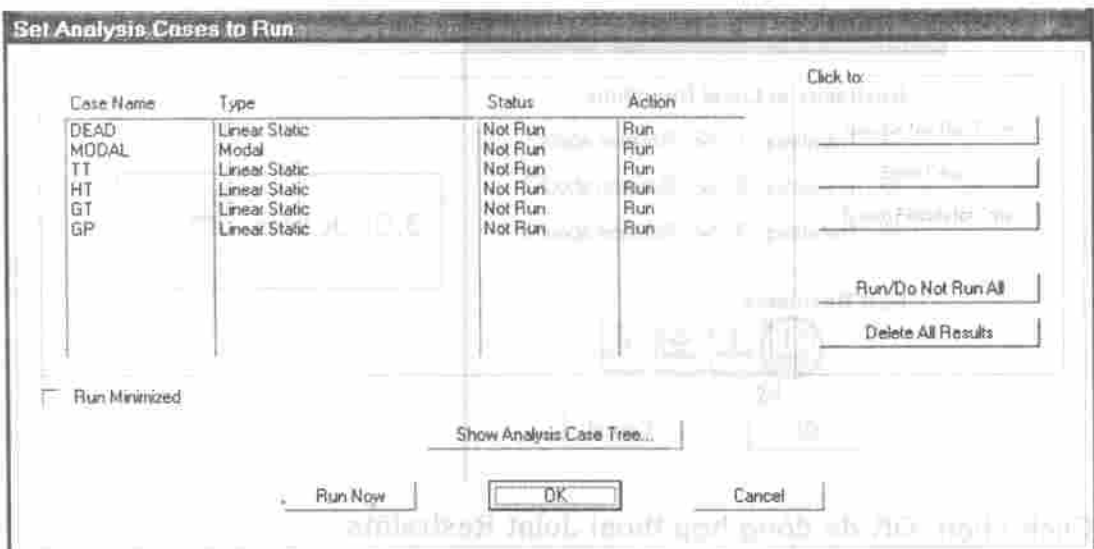 Set Analysis Cases to Run
Click to:
Case Name Type Status Action
DEAD Linear Static Not Run Run
MODAL Modal Not Run Run
TT Linear Static Not Run Run
HT Linear Static Not Run Run
GT Linear Static Not Run Run
GP Linear Static Not Run Run
Run/Do Not Run All
Delete All Results
Run Minimized
Show Analysis Case Tree...
Run Now OK Cancel